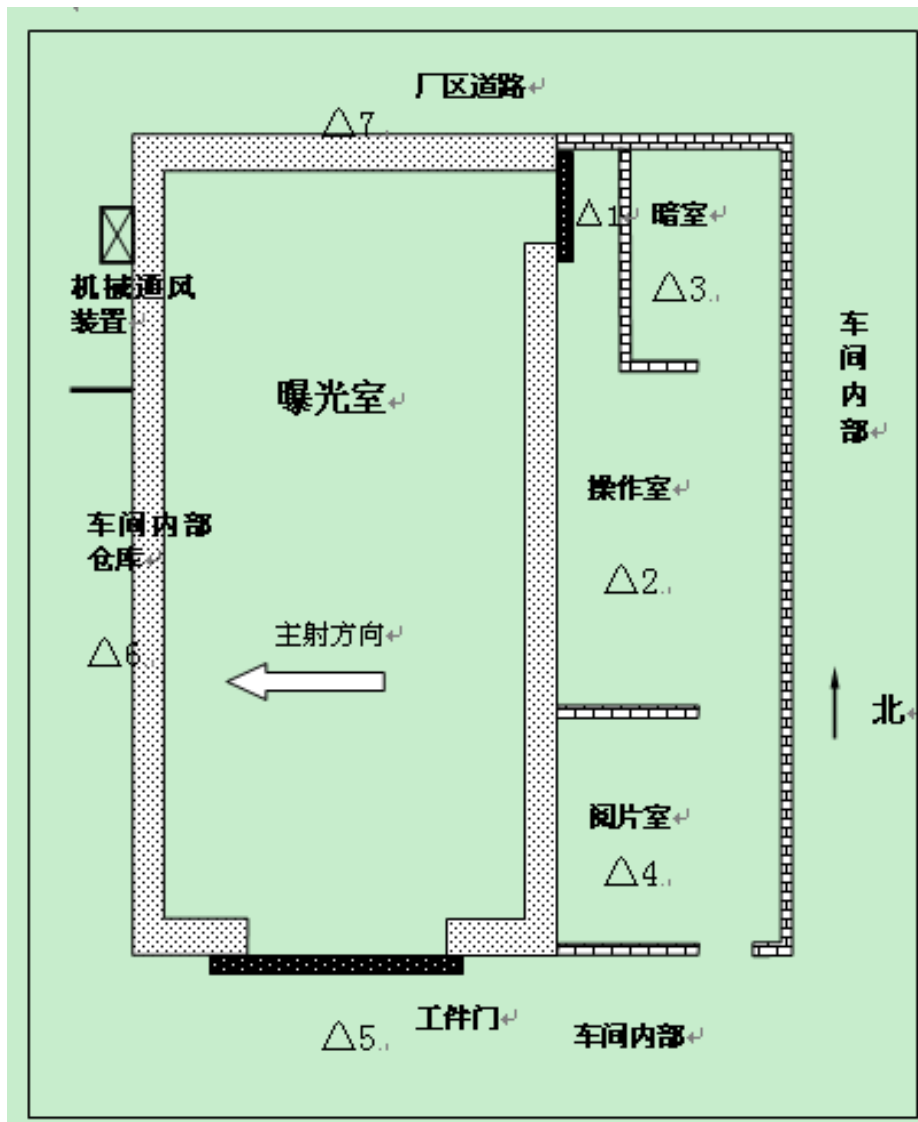 厂区道路
△7
△1
暗室
△3
机械通风
装置
车
间
内
部
曝光室
操作室
车间内部
仓库
△2
主射方向
△6
北
阅片室
△4
工件门
△5
车间内部